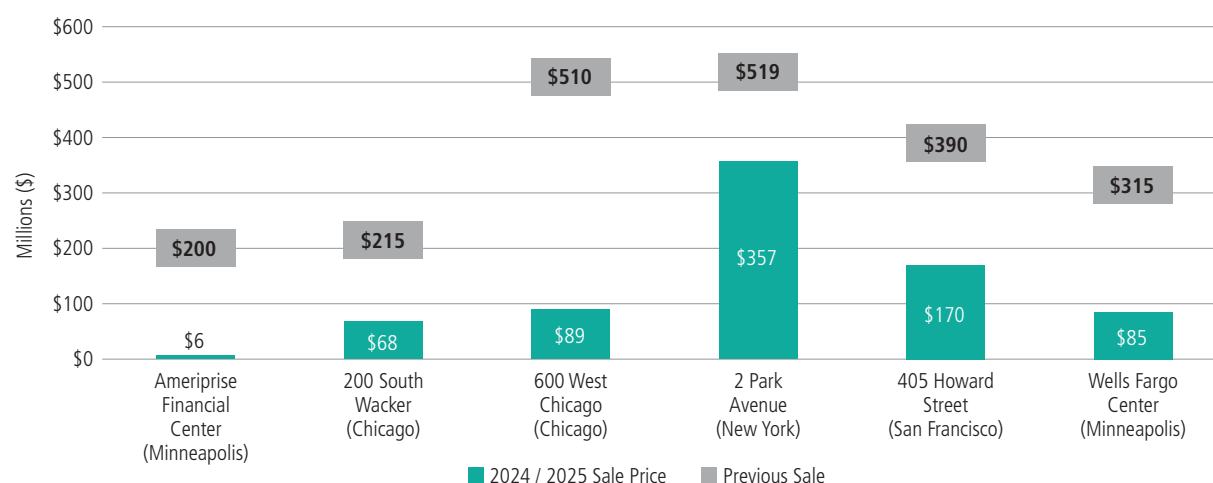 $600
$500
$400
$300
$200
$100
$0
Millions ($)
$200
$6
$215
$68
$510
$89
$519
$357
$390
$170
$315
$85
Ameriprise
Financial
Center
(Minneapolis)
200 South
Wacker
(Chicago)
600 West
Chicago
(Chicago)
2 Park
Avenue
(New York)
405 Howard
Street
(San Francisco)
Wells Fargo
Center
(Minneapolis)
2024 / 2025 Sale Price
Previous Sale